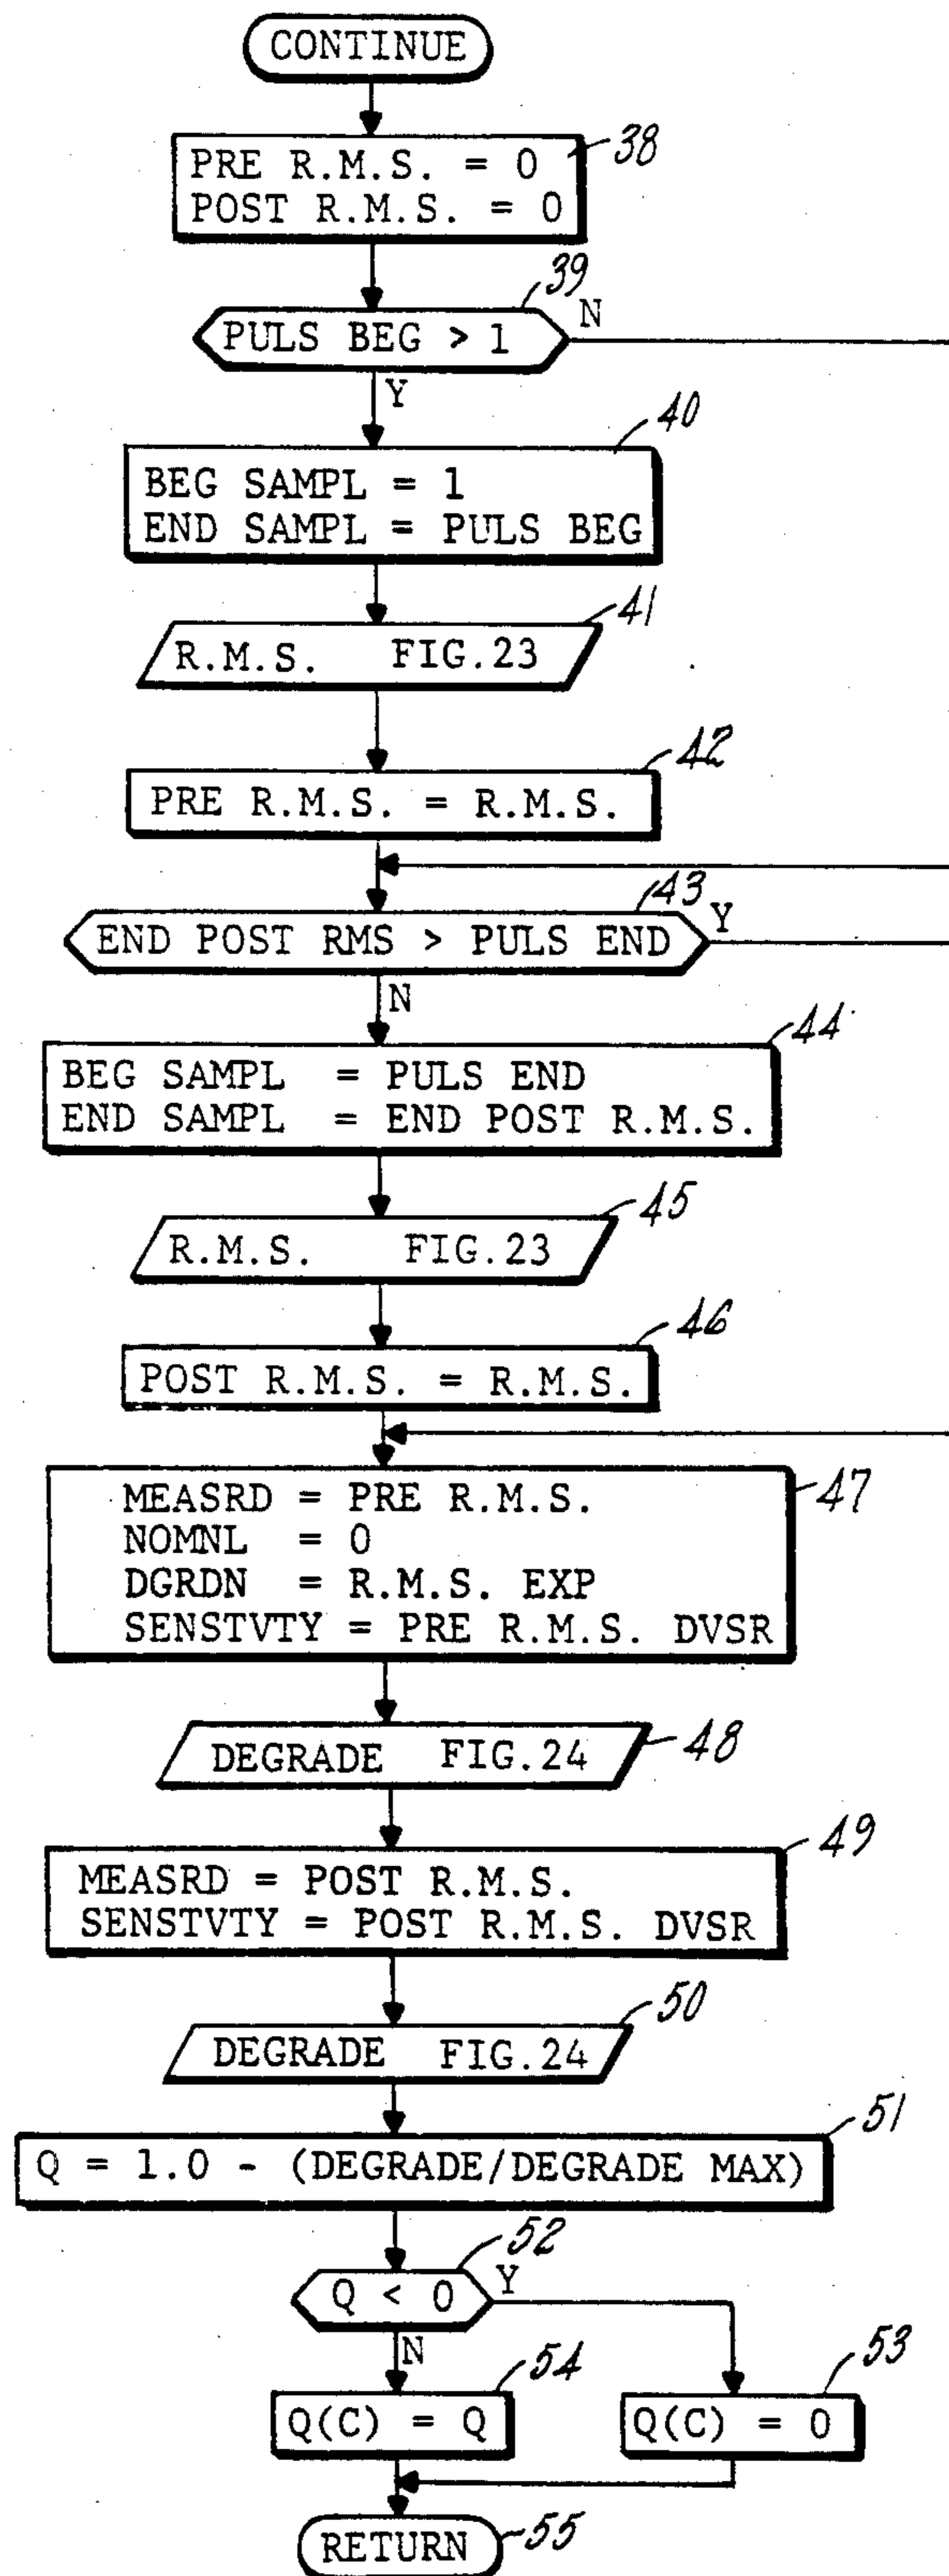 CONTINUE
38
PRE R.M.S. = 0
POST R.M.S. = 0
39
PULS BEG > 1
N
Y
40
BEG SAMPL = 1
END SAMPL = PULS BEG
41
R.M.S. FIG.23
42
PRE R.M.S. = R.M.S.
43
END POST RMS > PULS END
Y
N
44
BEG SAMPL = PULS END
END SAMPL = END POST R.M.S.
45
R.M.S. FIG.23
46
POST R.M.S. = R.M.S.
47
MEASRD = PRE R.M.S.
NOMNL = 0
DGRDN = R.M.S. EXP
SENSTVTY = PRE R.M.S. DVSR
48
DEGRADE FIG.24
49
MEASRD = POST R.M.S.
SENSTVTY = POST R.M.S. DVSR
50
DEGRADE FIG.24
51
Q = 1.0 - (DEGRADE/DEGRADE MAX)
52
Q < 0
Y
N
54
Q(C) = Q
53
Q(C) = 0
RETURN
55